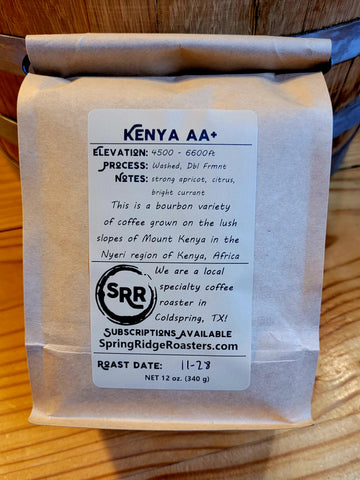 KENYA AA+
ELEVATION: 4500 - 6600ft
PROCESS: Washed, Dbl Frmnt
NOTES: strong apricot, citrus,
bright currant
This is a bourbon variety
of coffee grown on the lush
slopes of Mount Kenya in the
Nyeri region of Kenya, Africa
SRR
We are a local
specialty coffee
roaster in
Coldspring, TX!
SUBSCRIPTIONS AVAILABLE
SpringRidgeRoasters.com
ROAST DATE: 11-28
NET 12 oz. (340 g)